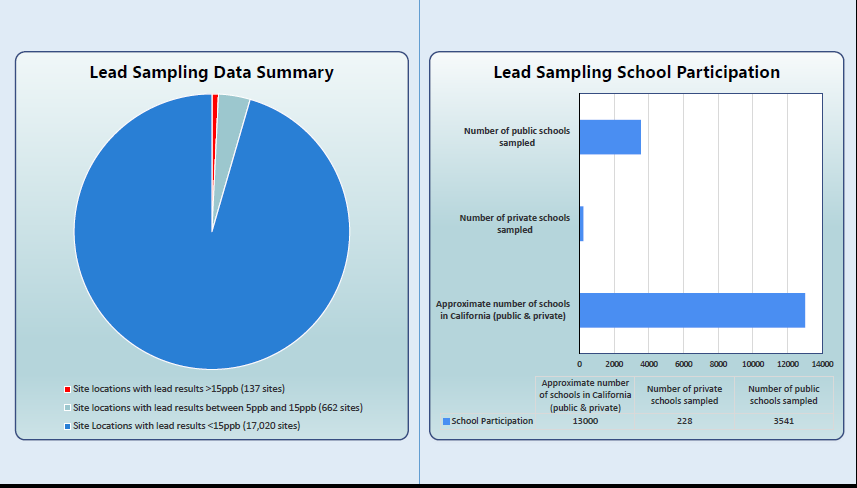 Lead Sampling Data Summary
Site locations with lead results >15ppb (137 sites)
Site locations with lead results between 5ppb and 15ppb (662 sites)
Site Locations with lead results <15ppb (17,020 sites)
Lead Sampling School Participation
Number of public schools
sampled
Number of private schools
sampled
Approximate number of schools
in California (public & private)
0 2000 4000 6000 8000 10000 12000 14000
Approximate number
of schools in California
(public & private)
Number of private
schools sampled
Number of public
schools sampled
School Participation 13000 228 3541